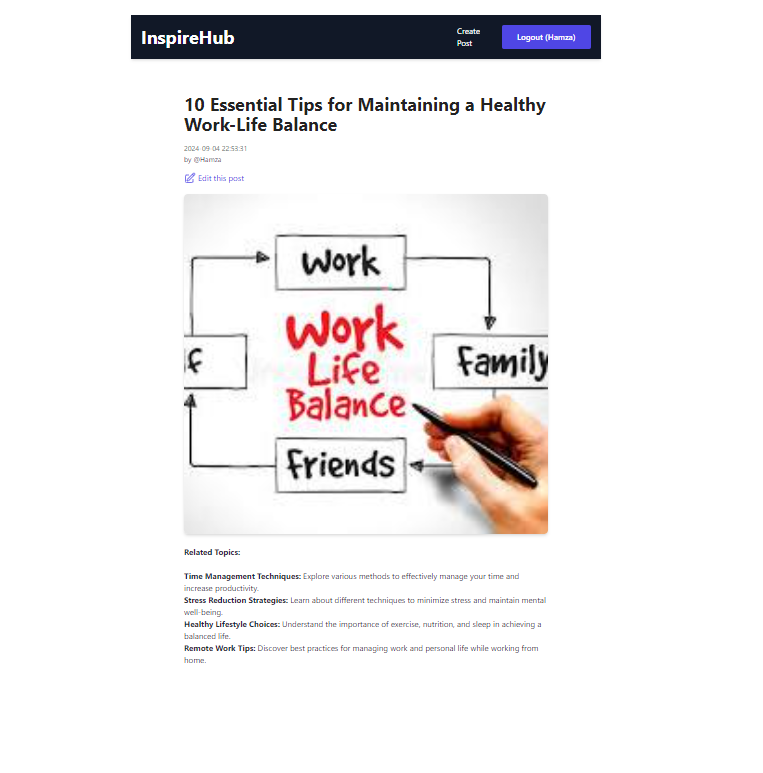 InspireHub
Create
Post
Logout (Hamza)
10 Essential Tips for Maintaining a Healthy
Work-Life Balance
2024-09-04 22:53:31
by @Hamza
Edit this post
Work
Work
Life
Balance
f
Family
Friends
Related Topics:
Time Management Techniques: Explore various methods to effectively manage your time and
increase productivity.
Stress Reduction Strategies: Learn about different techniques to minimize stress and maintain mental
well-being.
Healthy Lifestyle Choices: Understand the importance of exercise, nutrition, and sleep in achieving a
balanced life.
Remote Work Tips: Discover best practices for managing work and personal life while working from
home.